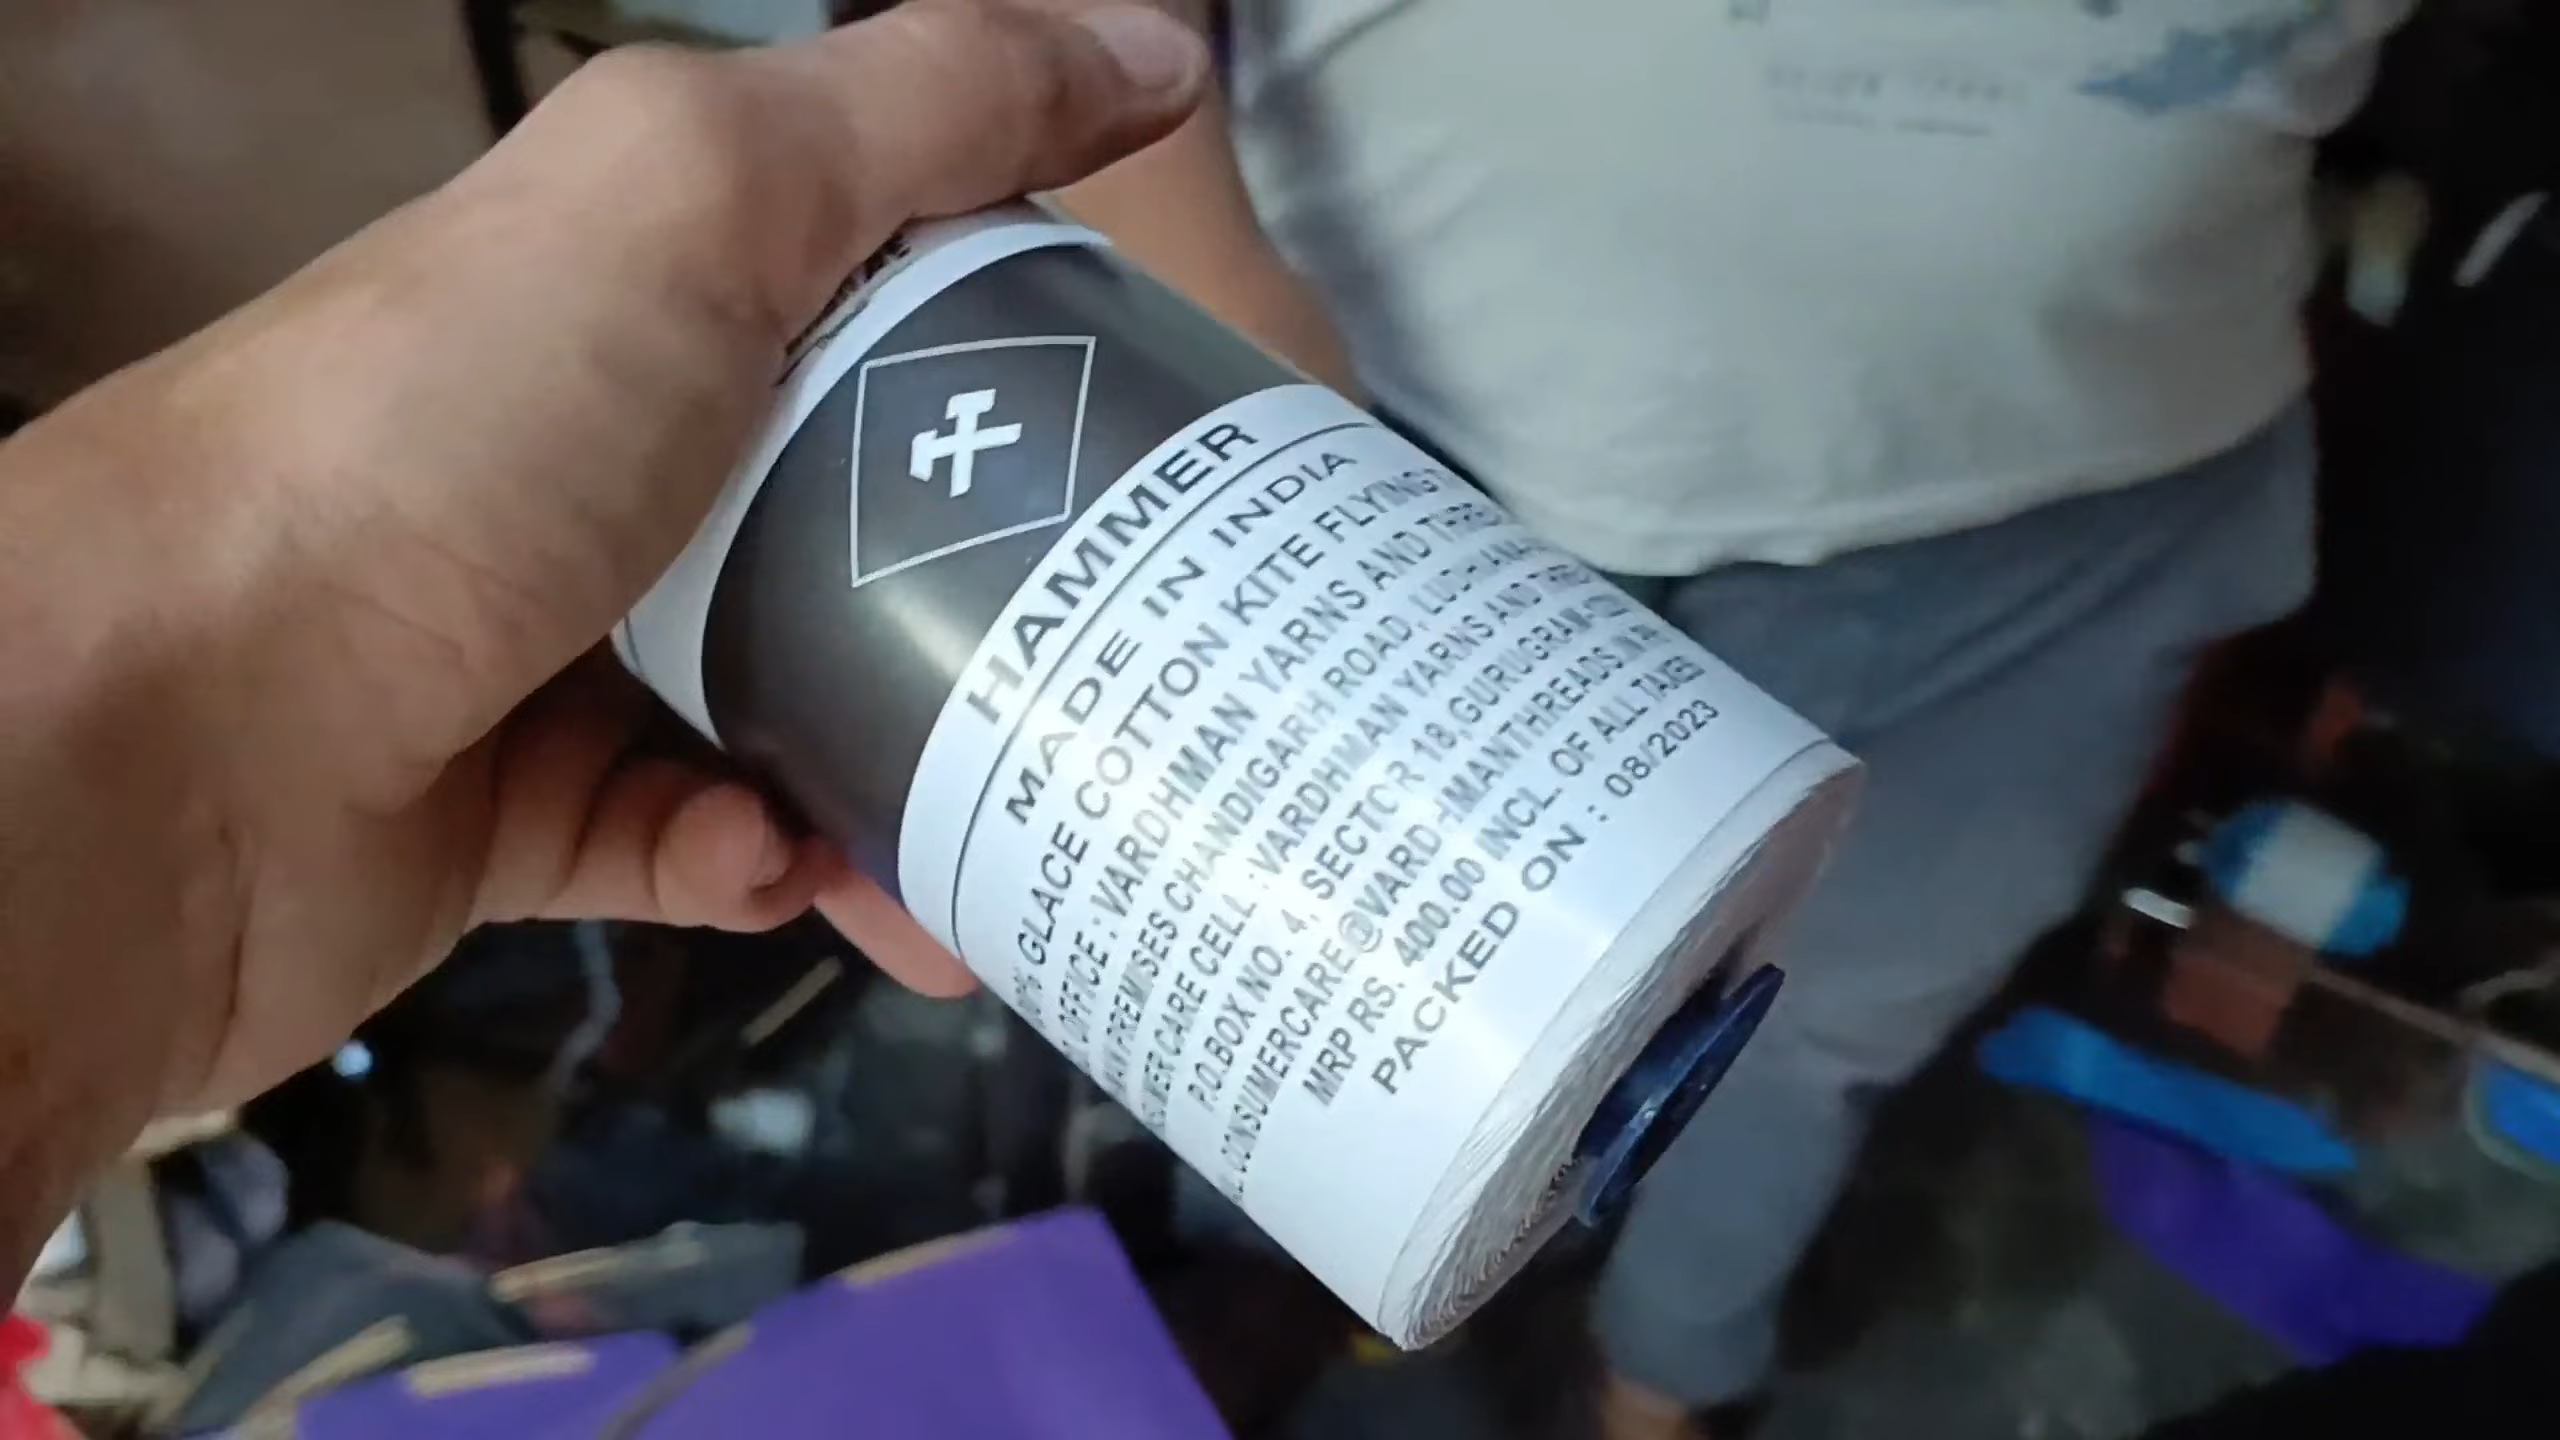 HAMMER
MADE IN INDIA
GLACE COTTON KITE FLYING
OFFICE : VARDHMAN YARNS AND
PREMISES CHANDIGARH ROAD,
CARE CELL : VARDHMAN YARNS AND
P.O.BOX NO. 4, SECTOR 18,GURUGRAM-
CONSUMERCARE@VARDHMANTHREADS.IN
MRP RS. 400.00 INCL. OF ALL TAXES
PACKED ON : 08/2023